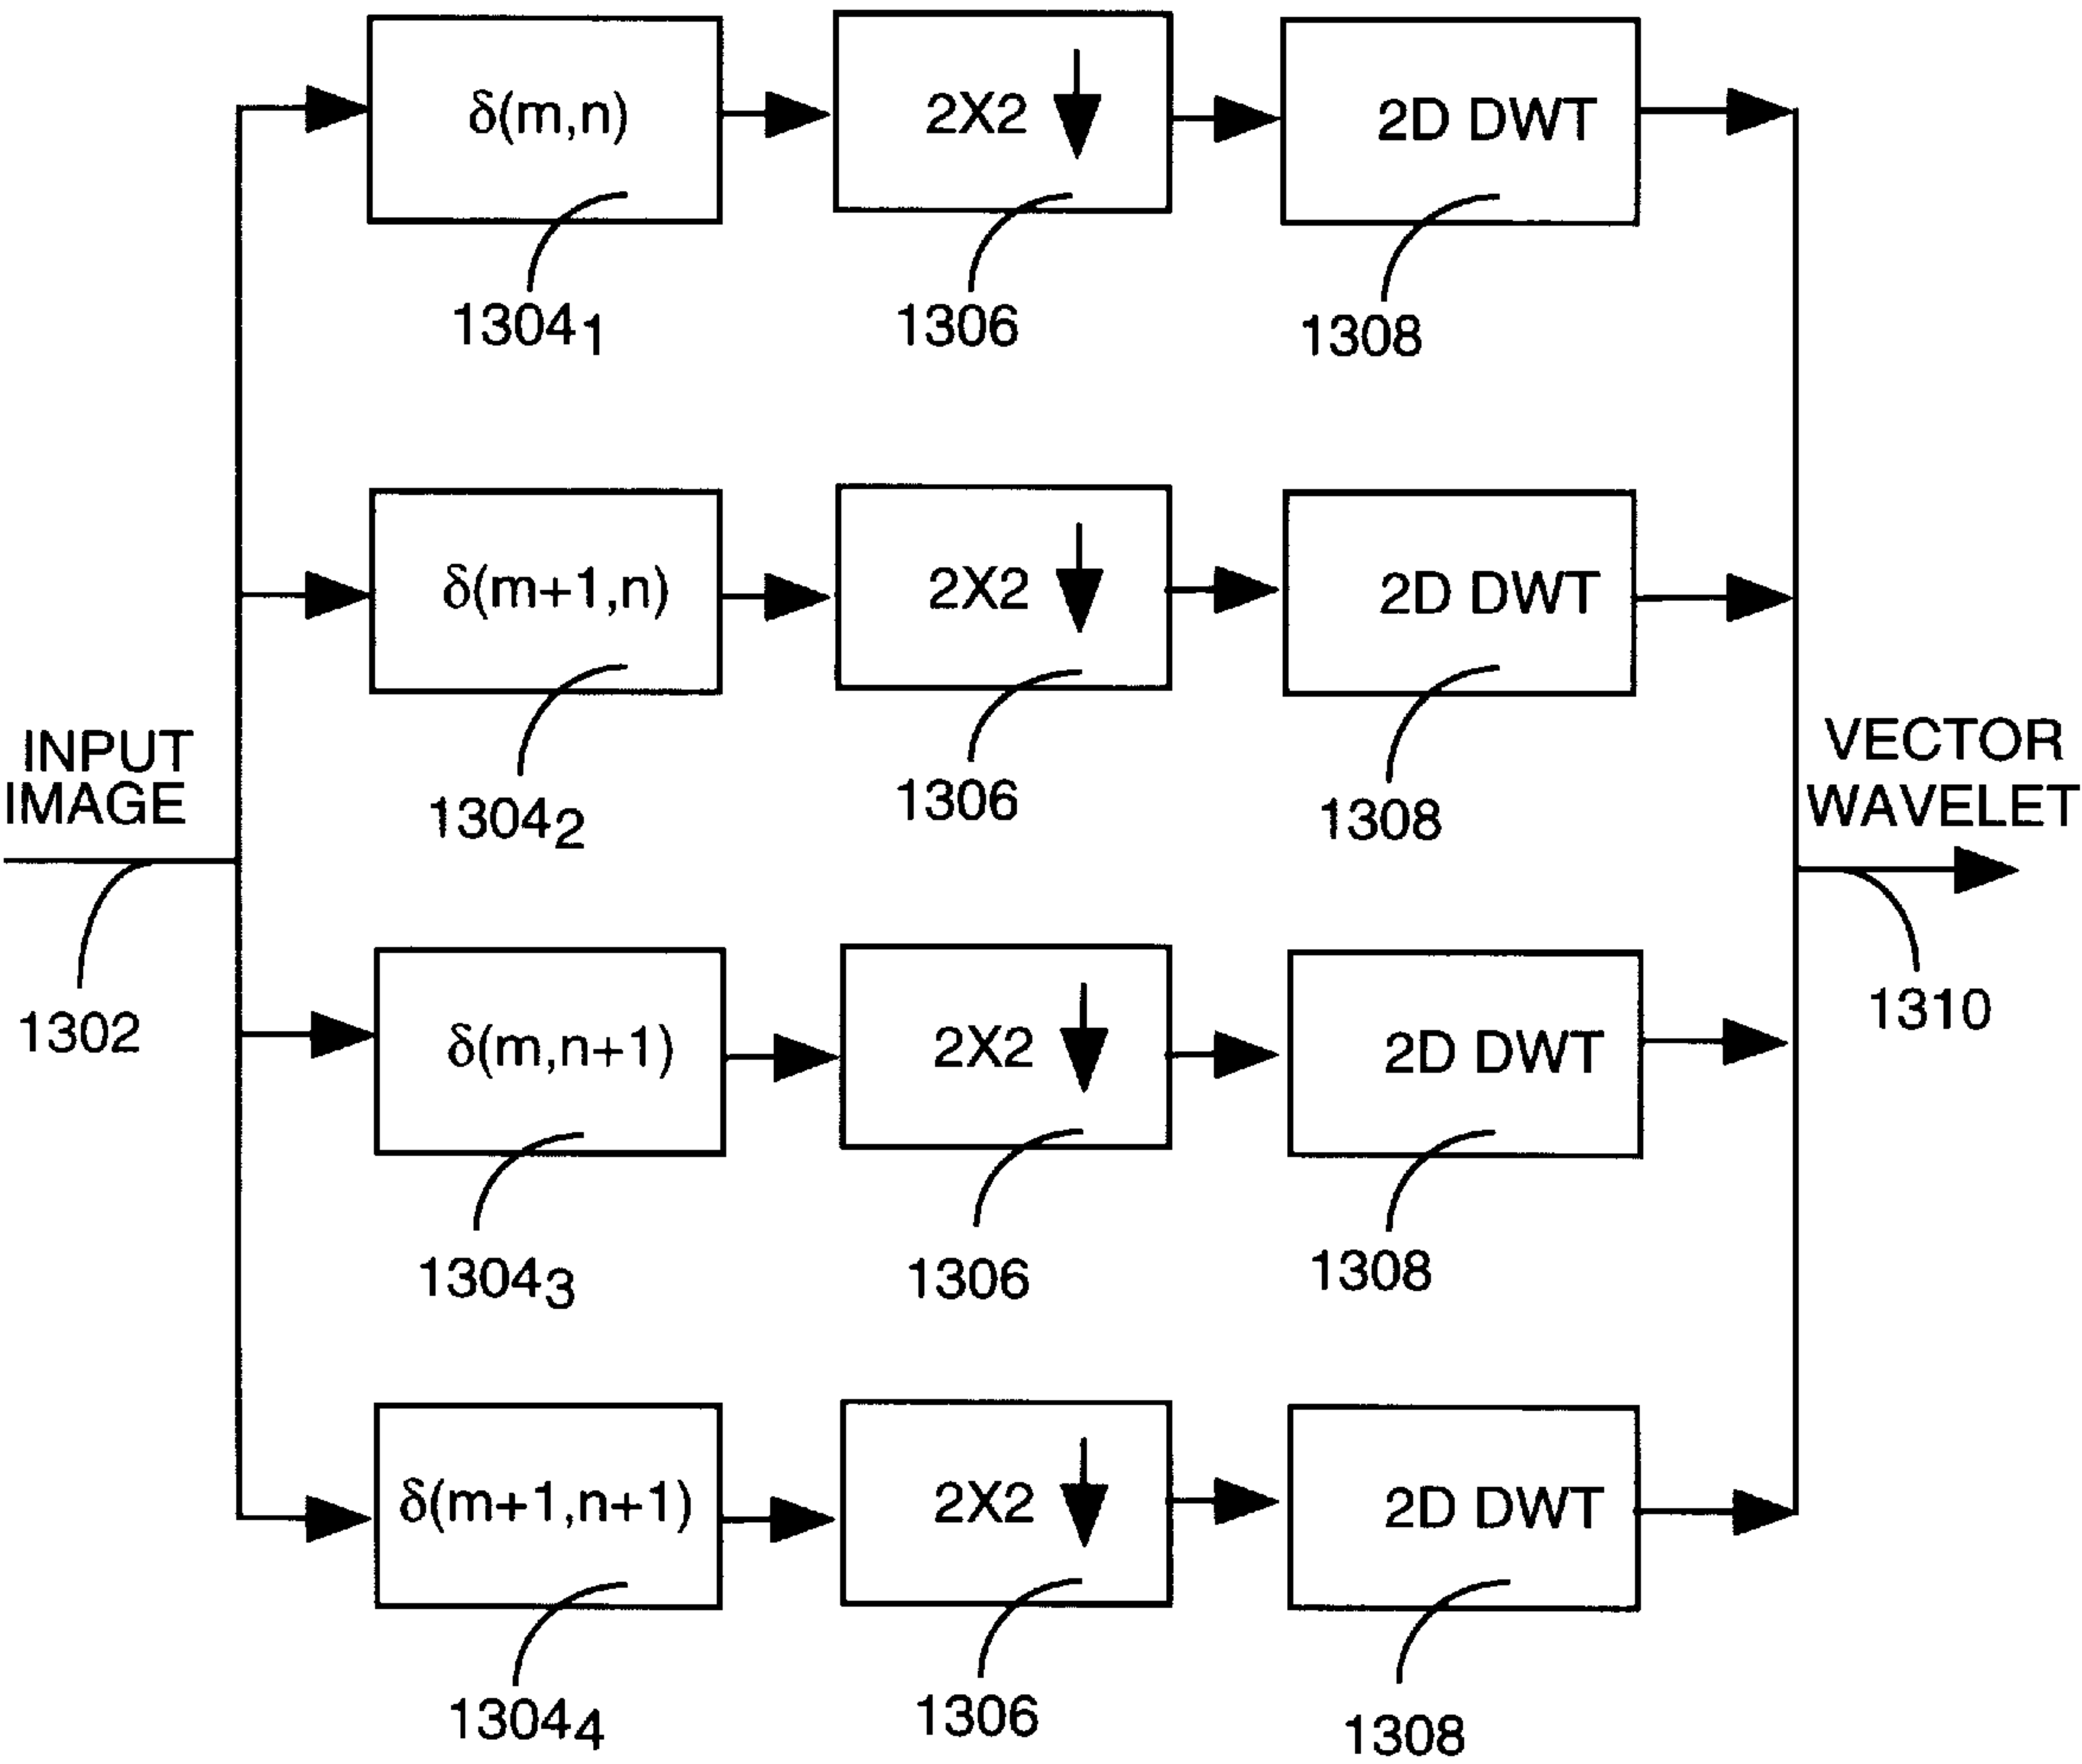 δ(m,n)
2X2
2D DWT
1304₁
1306
1308
δ(m+1,n)
2X2
2D DWT
1304₂
1306
1308
INPUT
IMAGE
1302
VECTOR
WAVELET
1310
δ(m,n+1)
2X2
2D DWT
1304₃
1306
1308
δ(m+1,n+1)
2X2
2D DWT
1304₄
1306
1308